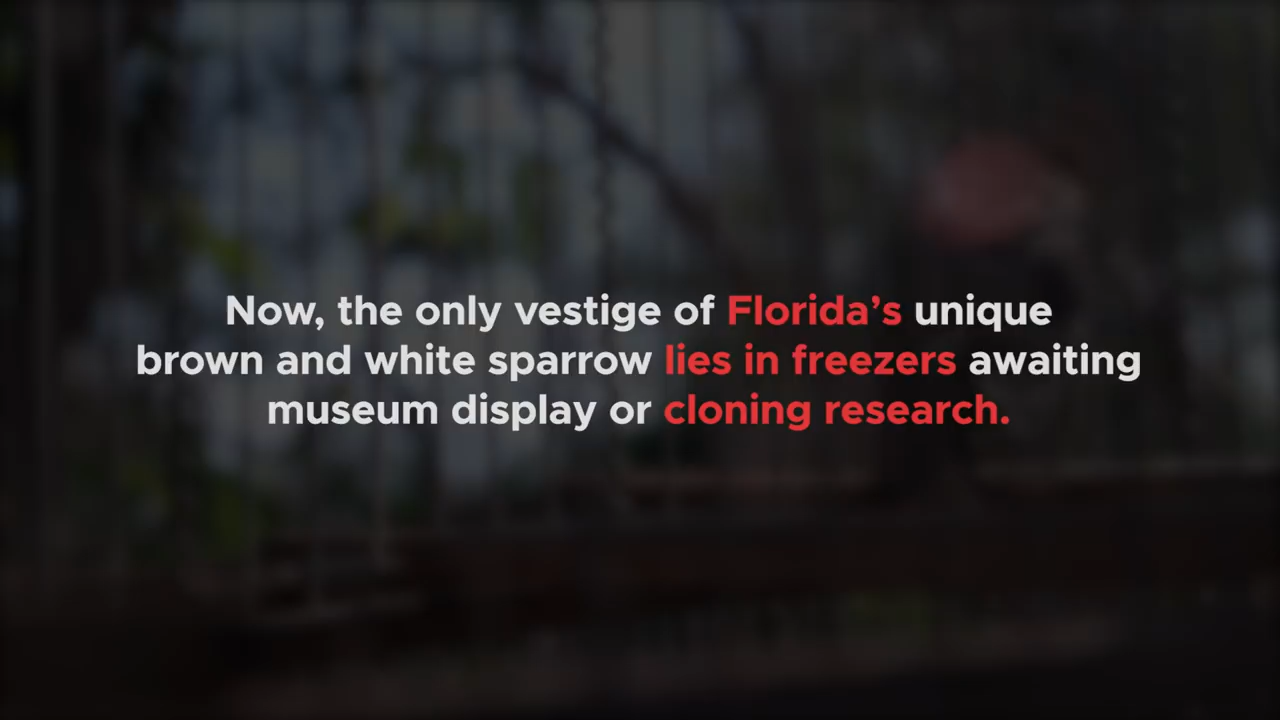 Now, the only vestige of Florida’s unique
brown and white sparrow lies in freezers awaiting
museum display or cloning research.